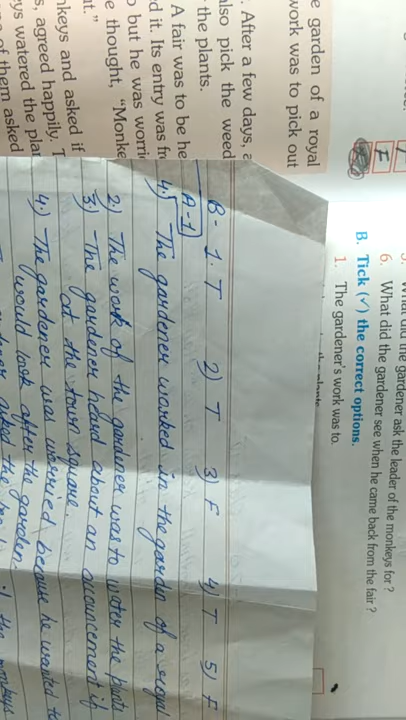 e garden of a royal
work was to pick out
. After a few days, a
also pick the weed
the plants.
A fair was to be he
d it. Its entry was fr
but he was worri
e thought, "Monke
nkeys and asked if
s, agreed happily. T
eys watered the plan
of them asked
F
the gardener ask the leader of the monkeys for ?
6. What did the gardener see when he came back from the fair ?
B. Tick (✓) the correct options.
1. The gardener's work was to.
B - 1. T 2) T 3) F 4) T 5) F
A-1
The gardener worked in the garden of a royal
2) The work of the gardener was to water the plants
3) The gardener heard about an anouncement
at the town square
4) The gardener was worried because he wanted to
would look after the garden